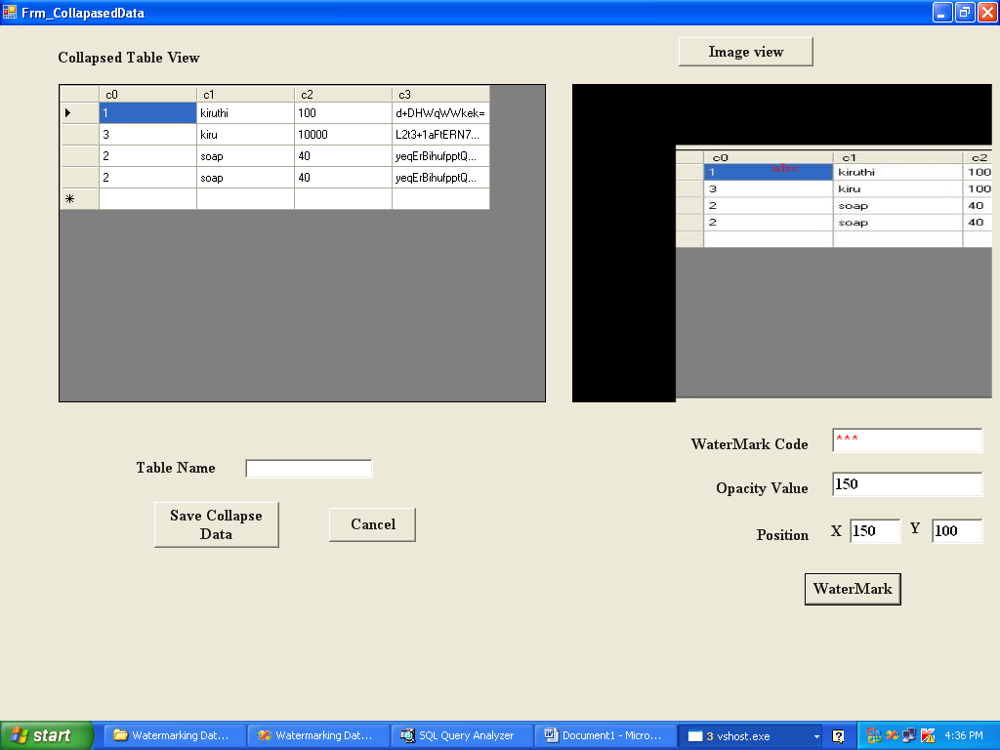 Frm_CollapasedData
Collapsed Table View
Image view
c0 c1 c2 c3
1 kiruthi 100 d+DHWqWWkek=
3 kiru 10000 L2t3+1aFtERN7...
2 soap 40 yeqErBihufpptQ...
2 soap 40 yeqErBihufpptQ...
*
c0 c1 c2
1 abc kiruthi 100
3 kiru 100
2 soap 40
2 soap 40
WaterMark Code ***
Table Name
Opacity Value 150
Save Collapse
Data
Cancel
Position X 150 Y 100
WaterMark
start Watermarking Dat... Watermarking Dat... SQL Query Analyzer Document1 - Micro... 3 vshost.exe 4:36 PM